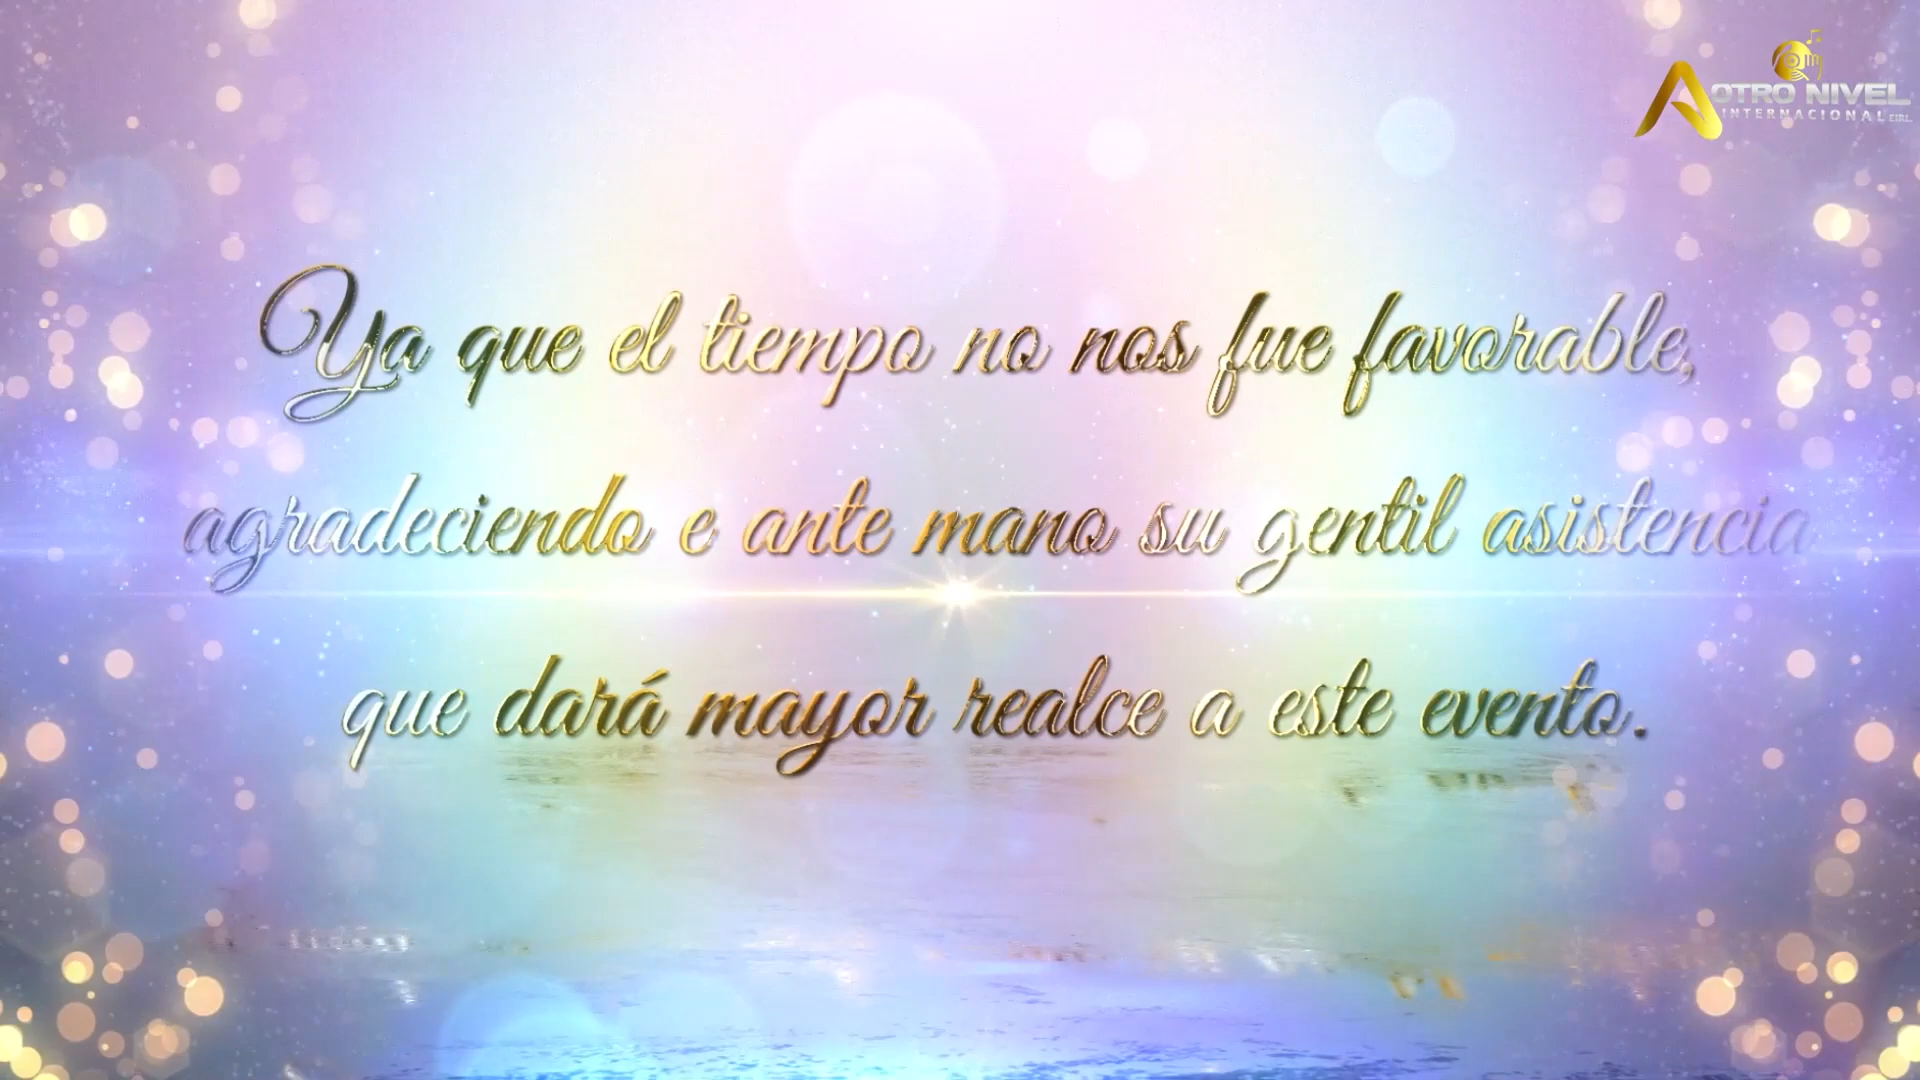 A OTRO NIVEL
INTERNACIONAL EIRL.
Ya que el tiempo no nos fue favorable,
agradeciendo e ante mano su gentil asistencia
que dará mayor realce a este evento.